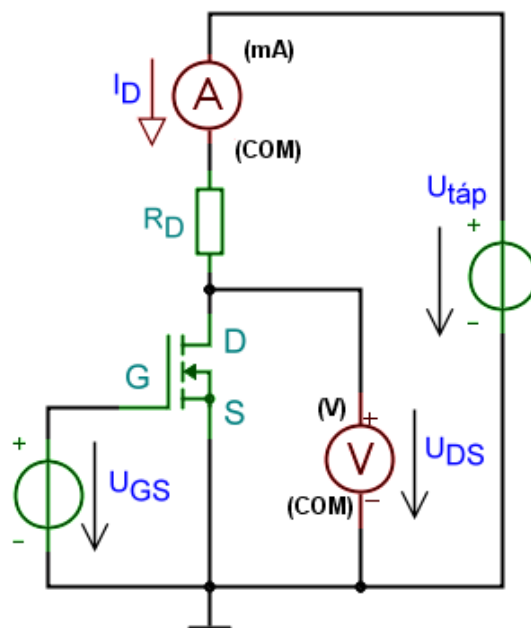 (mA)
I_D
A
(COM)
U_táp
+
R_D
-
D
G
S
(V)
+
+
V
U_DS
U_GS
(COM)
-
-